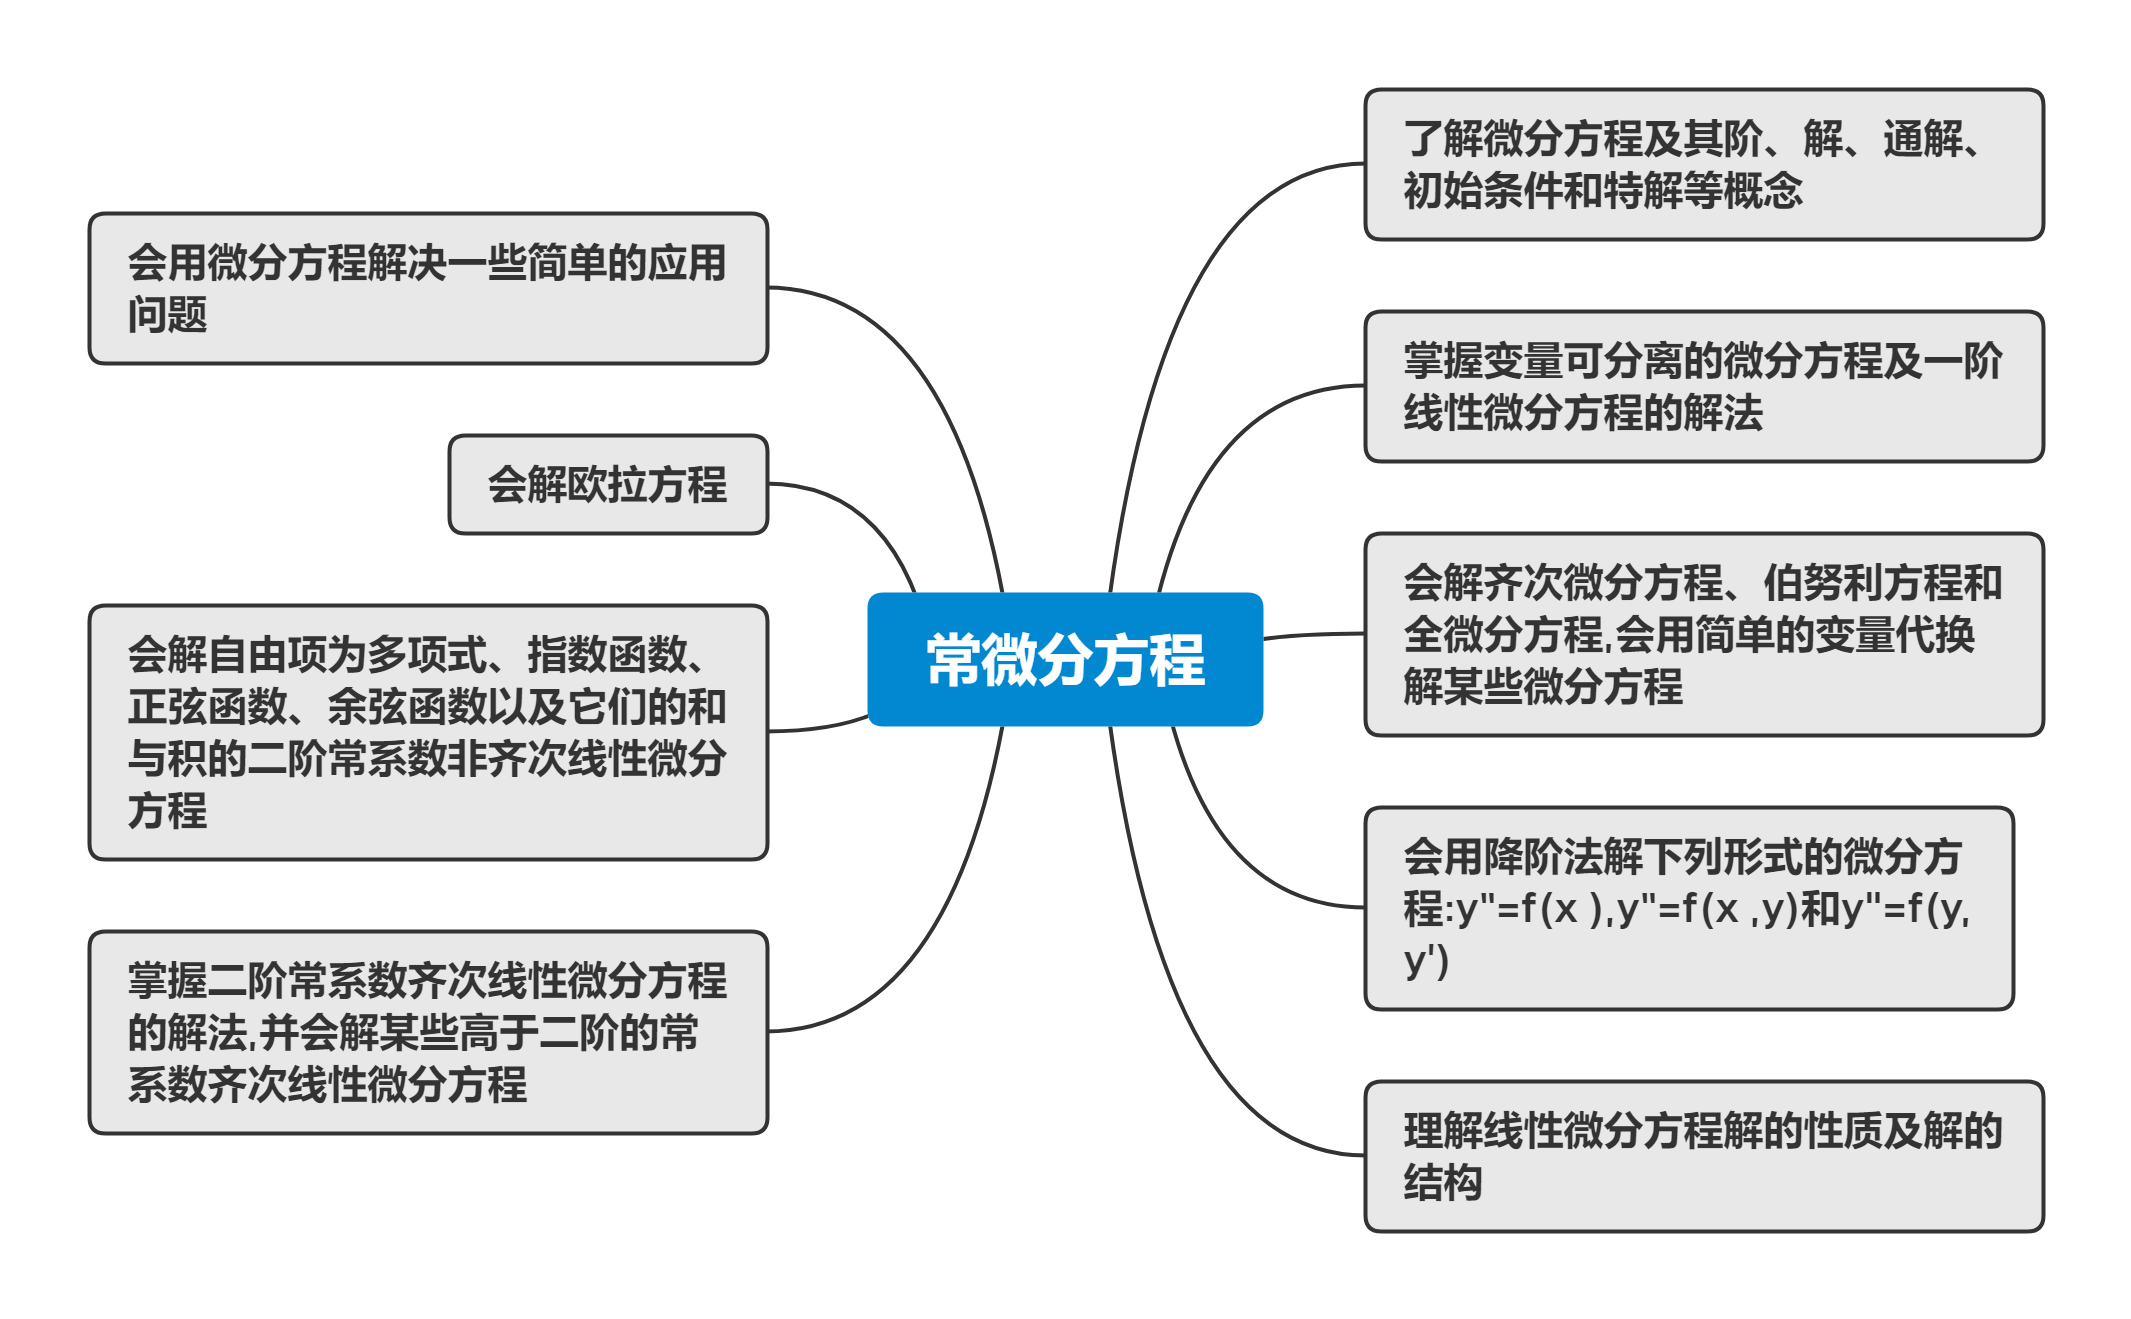 常微分方程
了解微分方程及其阶、解、通解、
初始条件和特解等概念
掌握变量可分离的微分方程及一阶
线性微分方程的解法
会解齐次微分方程、伯努利方程和
全微分方程,会用简单的变量代换
解某些微分方程
会用降阶法解下列形式的微分方
程:y"=f(x ),y"=f(x ,y)和y"=f(y,
y')
理解线性微分方程解的性质及解的
结构
会用微分方程解决一些简单的应用
问题
会解欧拉方程
会解自由项为多项式、指数函数、
正弦函数、余弦函数以及它们的和
与积的二阶常系数非齐次线性微分
方程
掌握二阶常系数齐次线性微分方程
的解法,并会解某些高于二阶的常
系数齐次线性微分方程